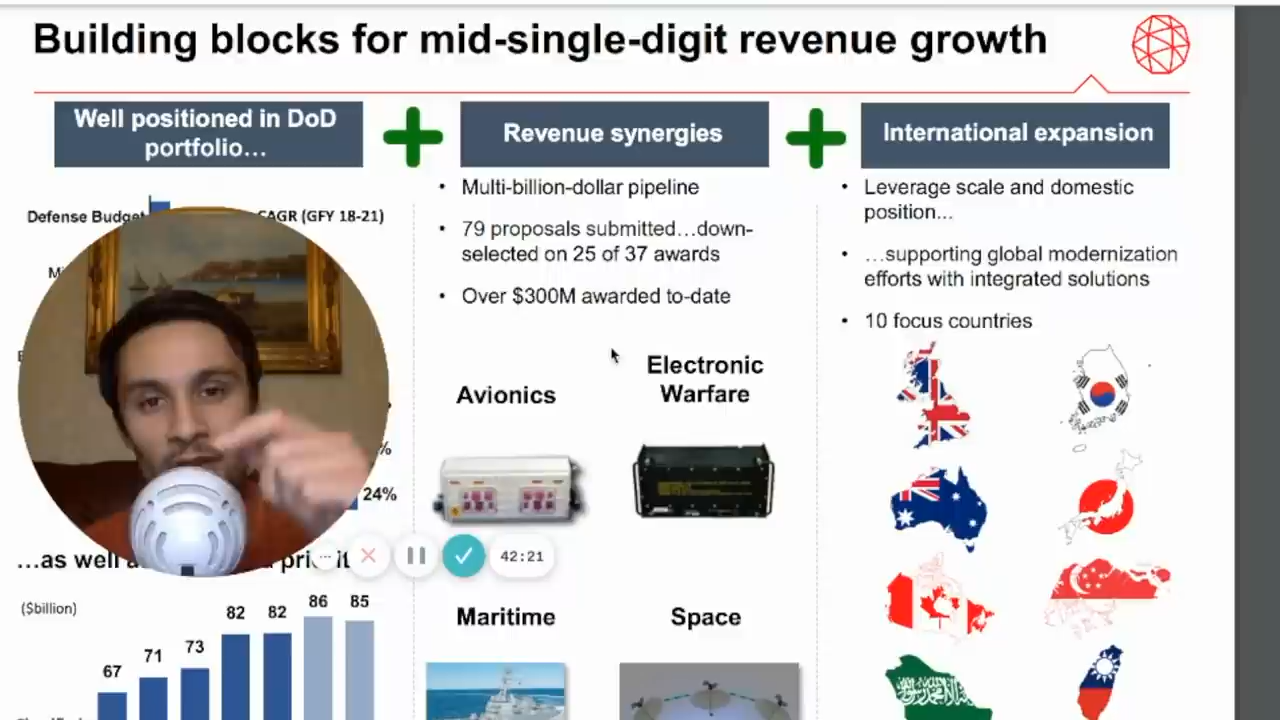 Building blocks for mid-single-digit revenue growth
Well positioned in DoD
portfolio…
Revenue synergies
International expansion
Defense Budget
CAGR (GFY 18-21)
24%
…as well
($billion)
67
71
73
82
82
86
85
• Multi-billion-dollar pipeline
• 79 proposals submitted…down-
selected on 25 of 37 awards
• Over $300M awarded to-date
Avionics
Electronic
Warfare
Maritime
Space
• Leverage scale and domestic
position…
• …supporting global modernization
efforts with integrated solutions
• 10 focus countries
42:21